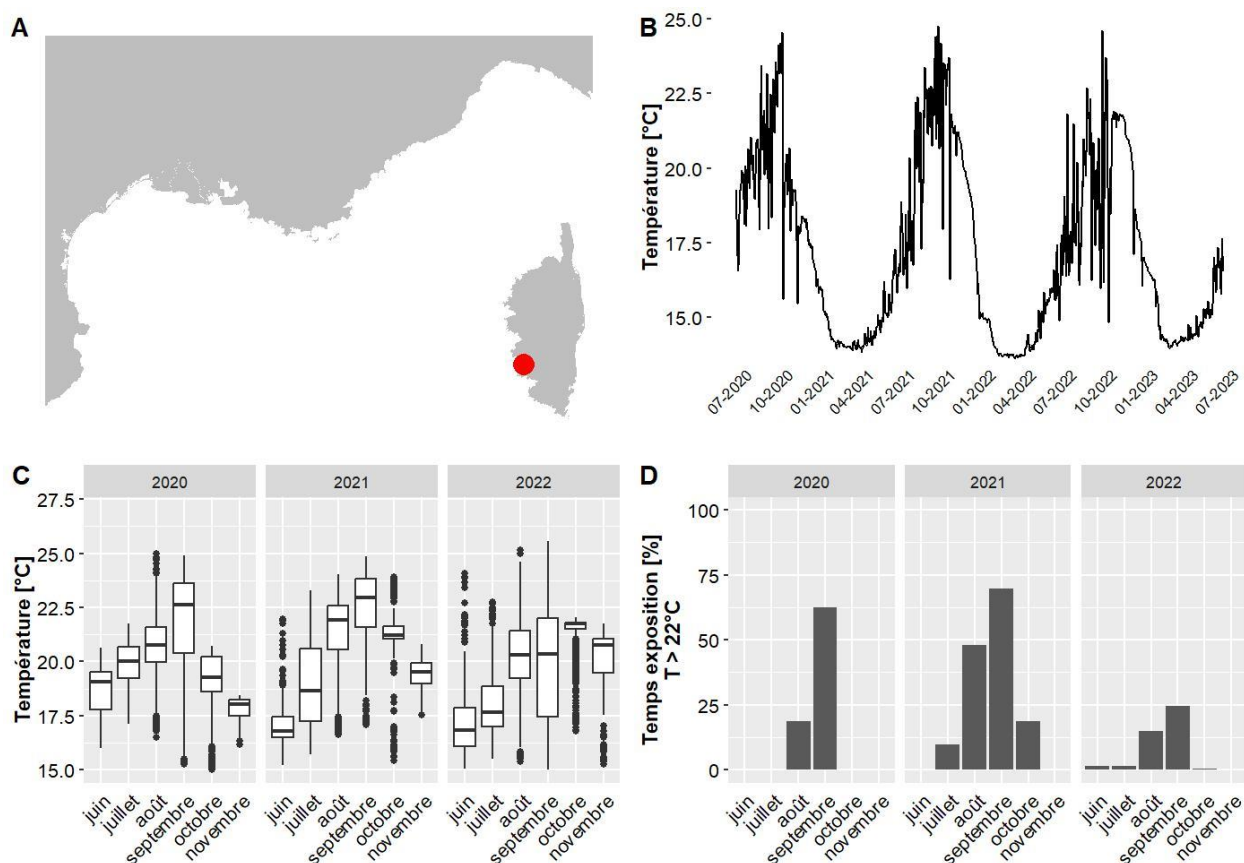 A
B
Température [°C]
25.0
22.5
20.0
17.5
15.0
07-2020
10-2020
01-2021
04-2021
07-2021
10-2021
01-2022
04-2022
07-2022
10-2022
01-2023
04-2023
07-2023
C
2020
2021
2022
Température [°C]
27.5
25.0
22.5
20.0
17.5
15.0
juin
juillet
août
septembre
octobre
novembre
juin
juillet
août
septembre
octobre
novembre
juin
juillet
août
septembre
octobre
novembre
D
2020
2021
2022
Temps exposition [%]
T > 22°C
100
75
50
25
0
juin
juillet
août
septembre
octobre
novembre
juin
juillet
août
septembre
octobre
novembre
juin
juillet
août
septembre
octobre
novembre